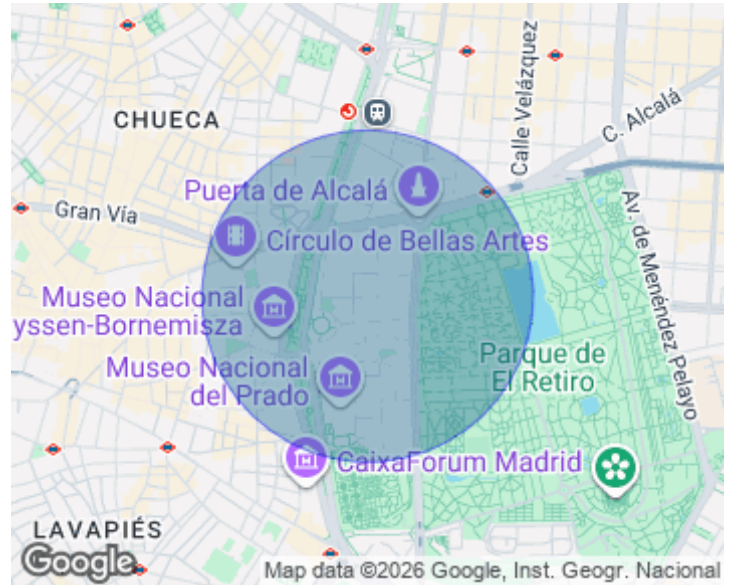 CHUECA
Calle Velázquez
C. Alcalá
Puerta de Alcalá
Gran Vía
Círculo de Bellas Artes
Av. de Menéndez Pelayo
Museo Nacional
yssen-Bornemisza
Museo Nacional
del Prado
Parque de
El Retiro
CaixaForum Madrid
LAVAPIÉS
Google
Map data ©2026 Google, Inst. Geogr. Nacional